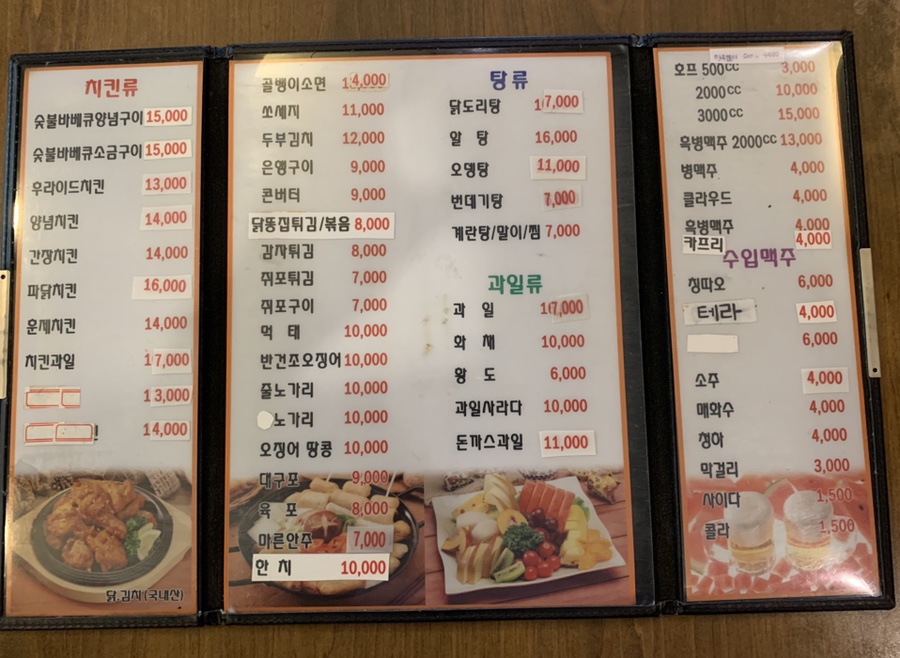 치킨류
숯불바베큐양념구이 15,000
숯불바베큐소금구이 15,000
후라이드치킨 13,000
양념치킨 14,000
간장치킨 14,000
파닭치킨 16,000
훈제치킨 14,000
치킨과일 17,000
13,000
14,000
닭,김치(국내산)
골뱅이소면 14,000
쏘세지 11,000
두부김치 12,000
은행구이 9,000
콘버터 9,000
닭똥집튀김/볶음 8,000
감자튀김 8,000
쥐포튀김 7,000
쥐포구이 7,000
먹 태 10,000
반건조오징어 10,000
줄노가리 10,000
노가리 10,000
오징어 땅콩 10,000
대구포 9,000
육 포 8,000
마른안주 7,000
한 치 10,000
탕류
닭도리탕 17,000
알 탕 16,000
오뎅탕 11,000
번데기탕 7,000
계란탕/말이/찜 7,000
과일류
과 일 17,000
화 채 10,000
황 도 6,000
과일사라다 10,000
돈까스과일 11,000
호프 500cc 3,000
2000cc 10,000
3000cc 15,000
흑병맥주 2000cc 13,000
병맥주 4,000
클라우드 4,000
흑병맥주 4,000
카프리 4,000
수입맥주
칭따오 6,000
테라 4,000
6,000
소주 4,000
매화수 4,000
청하 4,000
막걸리 3,000
사이다 1,500
콜라 1,500